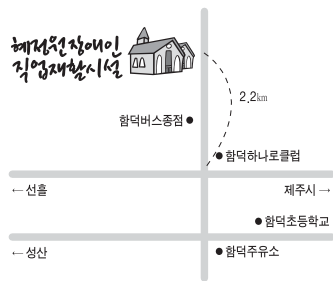 혜정원장애인
직업재활시설
2.2km
함덕버스종점
함덕하나로클럽
← 선흘
제주시 →
함덕초등학교
← 성산
함덕주유소